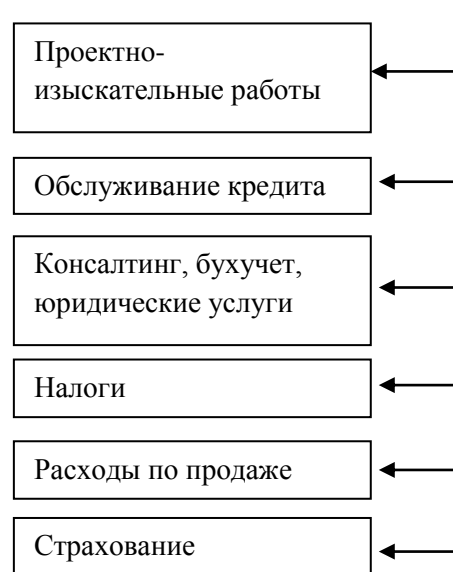 Проектно-
изыскательные работы
Обслуживание кредита
Консалтинг, бухучет,
юридические услуги
Налоги
Расходы по продаже
Страхование